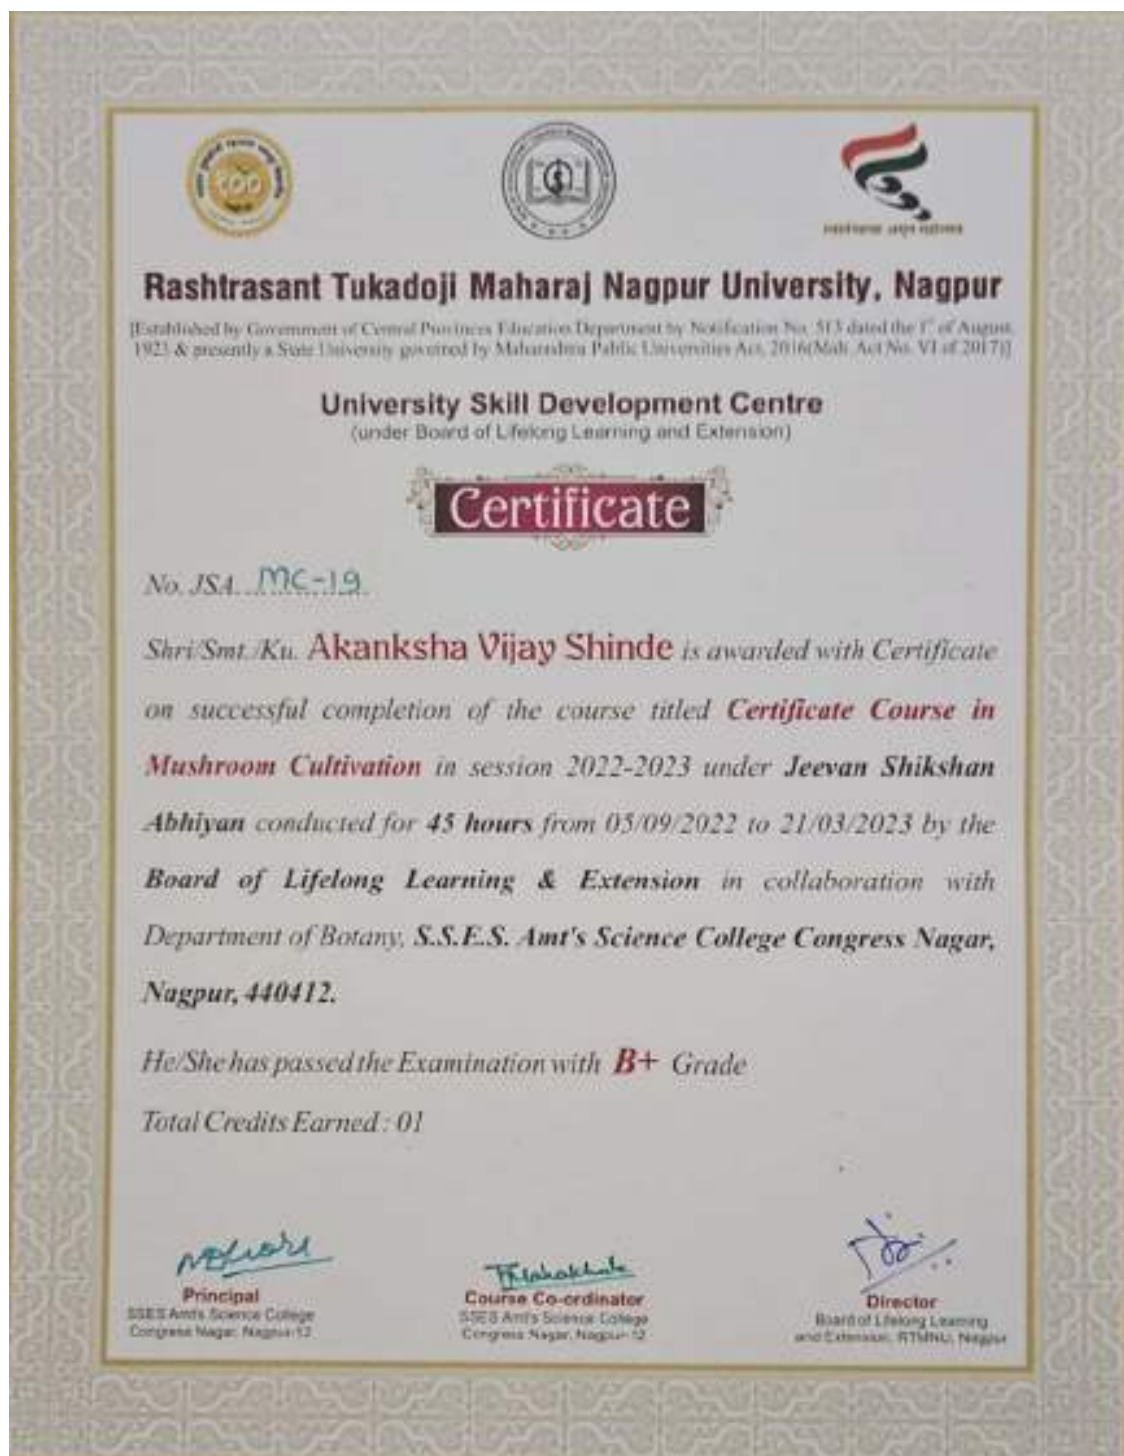 Rashtrasant Tukadoji Maharaj Nagpur University, Nagpur
[Established by Government of Central Provinces Education Department by Notification No. 513 dated the 1st of August,
1923 & presently a State University governed by Maharashtra Public Universities Act, 2016(Mah. Act No. VI of 2017)]
University Skill Development Centre
(under Board of Lifelong Learning and Extension)
Certificate
No. JSA....MC-19
Shri/Smt./Ku. Akanksha Vijay Shinde is awarded with Certificate
on successful completion of the course titled Certificate Course in
Mushroom Cultivation in session 2022-2023 under Jeevan Shikshan
Abhiyan conducted for 45 hours from 05/09/2022 to 21/03/2023 by the
Board of Lifelong Learning & Extension in collaboration with
Department of Botany, S.S.E.S. Amt's Science College Congress Nagar,
Nagpur, 440412.
He/She has passed the Examination with B+ Grade
Total Credits Earned : 01
Principal
SSES Amt's Science College
Congress Nagar, Nagpur-12
Course Co-ordinator
SSES Amt's Science College
Congress Nagar, Nagpur-12
Director
Board of Lifelong Learning
and Extension, RTMNU, Nagpur